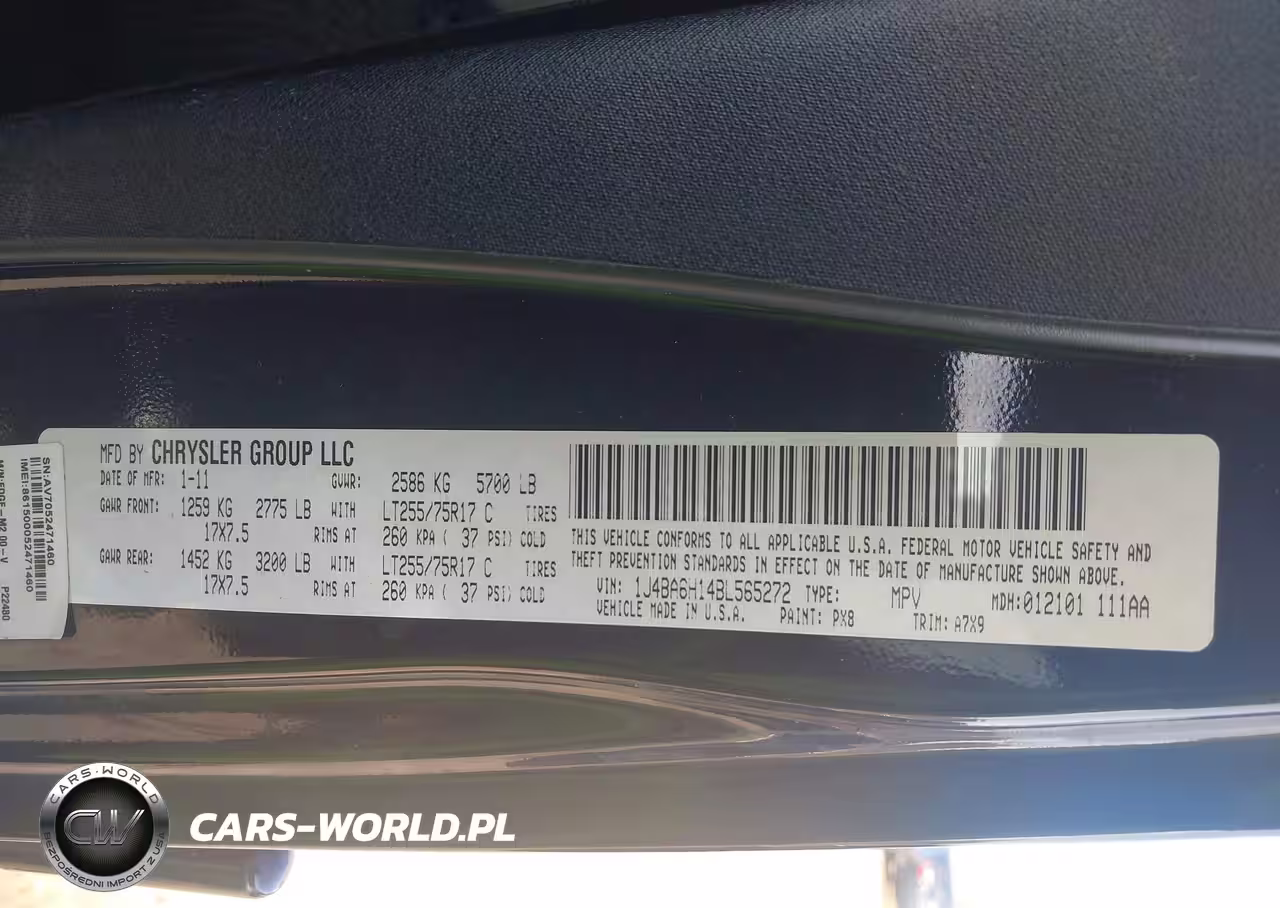 MFD BY CHRYSLER GROUP LLC
DATE OF MFR: 1-11 GVWR: 2586 KG 5700 LB
GAWR FRONT: 1259 KG 2775 LB WITH LT255/75R17 C TIRES
17X7.5 RIMS AT 260 KPA ( 37 PSI) COLD
GAWR REAR: 1452 KG 3200 LB WITH LT255/75R17 C TIRES
17X7.5 RIMS AT 260 KPA ( 37 PSI) COLD
THIS VEHICLE CONFORMS TO ALL APPLICABLE U.S.A. FEDERAL MOTOR VEHICLE SAFETY AND
THEFT PREVENTION STANDARDS IN EFFECT ON THE DATE OF MANUFACTURE SHOWN ABOVE.
VIN: 1J4BA6H14BL565272 TYPE: MPV MDH:012101 111AA
VEHICLE MADE IN U.S.A. PAINT: PX8 TRIM: A7X9
SN:AV7052471460
IMEI:861500052471460
P22480
CARS-WORLD
CW
BEZPOŚREDNI IMPORT Z USA
CARS-WORLD.PL